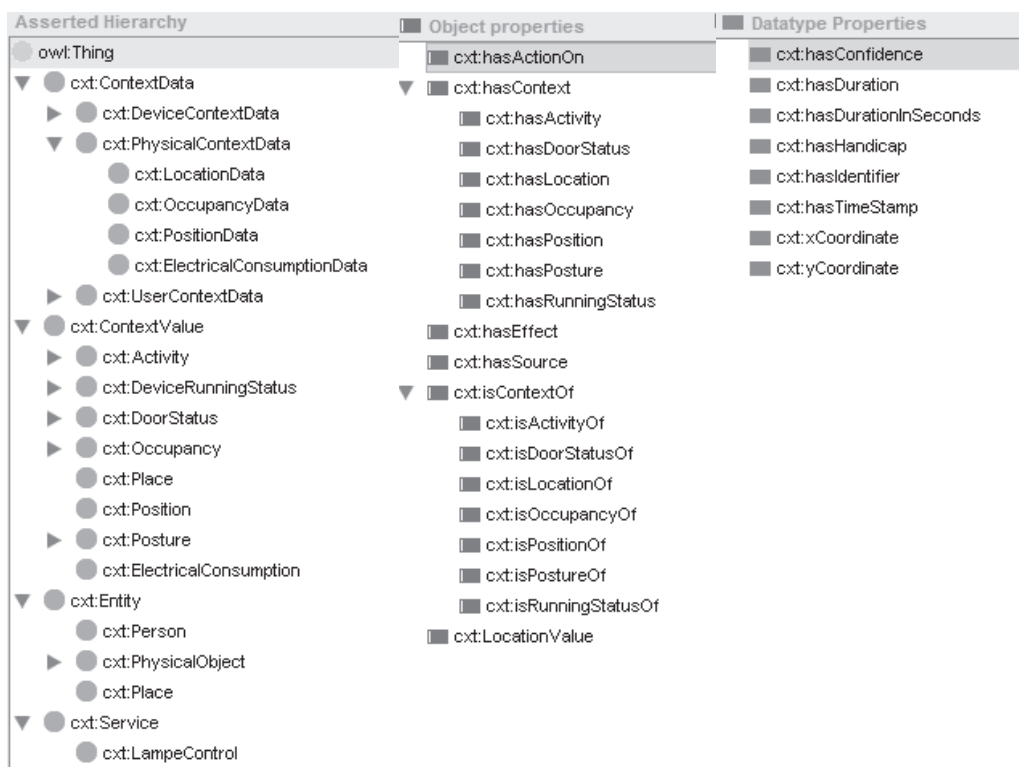 Asserted Hierarchy
owl:Thing
cxt:ContextData
cxt:DeviceContextData
cxt:PhysicalContextData
cxt:LocationData
cxt:OccupancyData
cxt:PositionData
cxt:ElectricalConsumptionData
cxt:UserContextData
cxt:ContextValue
cxt:Activity
cxt:DeviceRunningStatus
cxt:DoorStatus
cxt:Occupancy
cxt:Place
cxt:Position
cxt:Posture
cxt:ElectricalConsumption
cxt:Entity
cxt:Person
cxt:PhysicalObject
cxt:Place
cxt:Service
cxt:LampeControl
Object properties
cxt:hasActionOn
cxt:hasContext
cxt:hasActivity
cxt:hasDoorStatus
cxt:hasLocation
cxt:hasOccupancy
cxt:hasPosition
cxt:hasPosture
cxt:hasRunningStatus
cxt:hasEffect
cxt:hasSource
cxt:isContextOf
cxt:isActivityOf
cxt:isDoorStatusOf
cxt:isLocationOf
cxt:isOccupancyOf
cxt:isPositionOf
cxt:isPostureOf
cxt:isRunningStatusOf
cxt:LocationValue
Datatype Properties
cxt:hasConfidence
cxt:hasDuration
cxt:hasDurationInSeconds
cxt:hasHandicap
cxt:hasIdentifier
cxt:hasTimeStamp
cxt:xCoordinate
cxt:yCoordinate